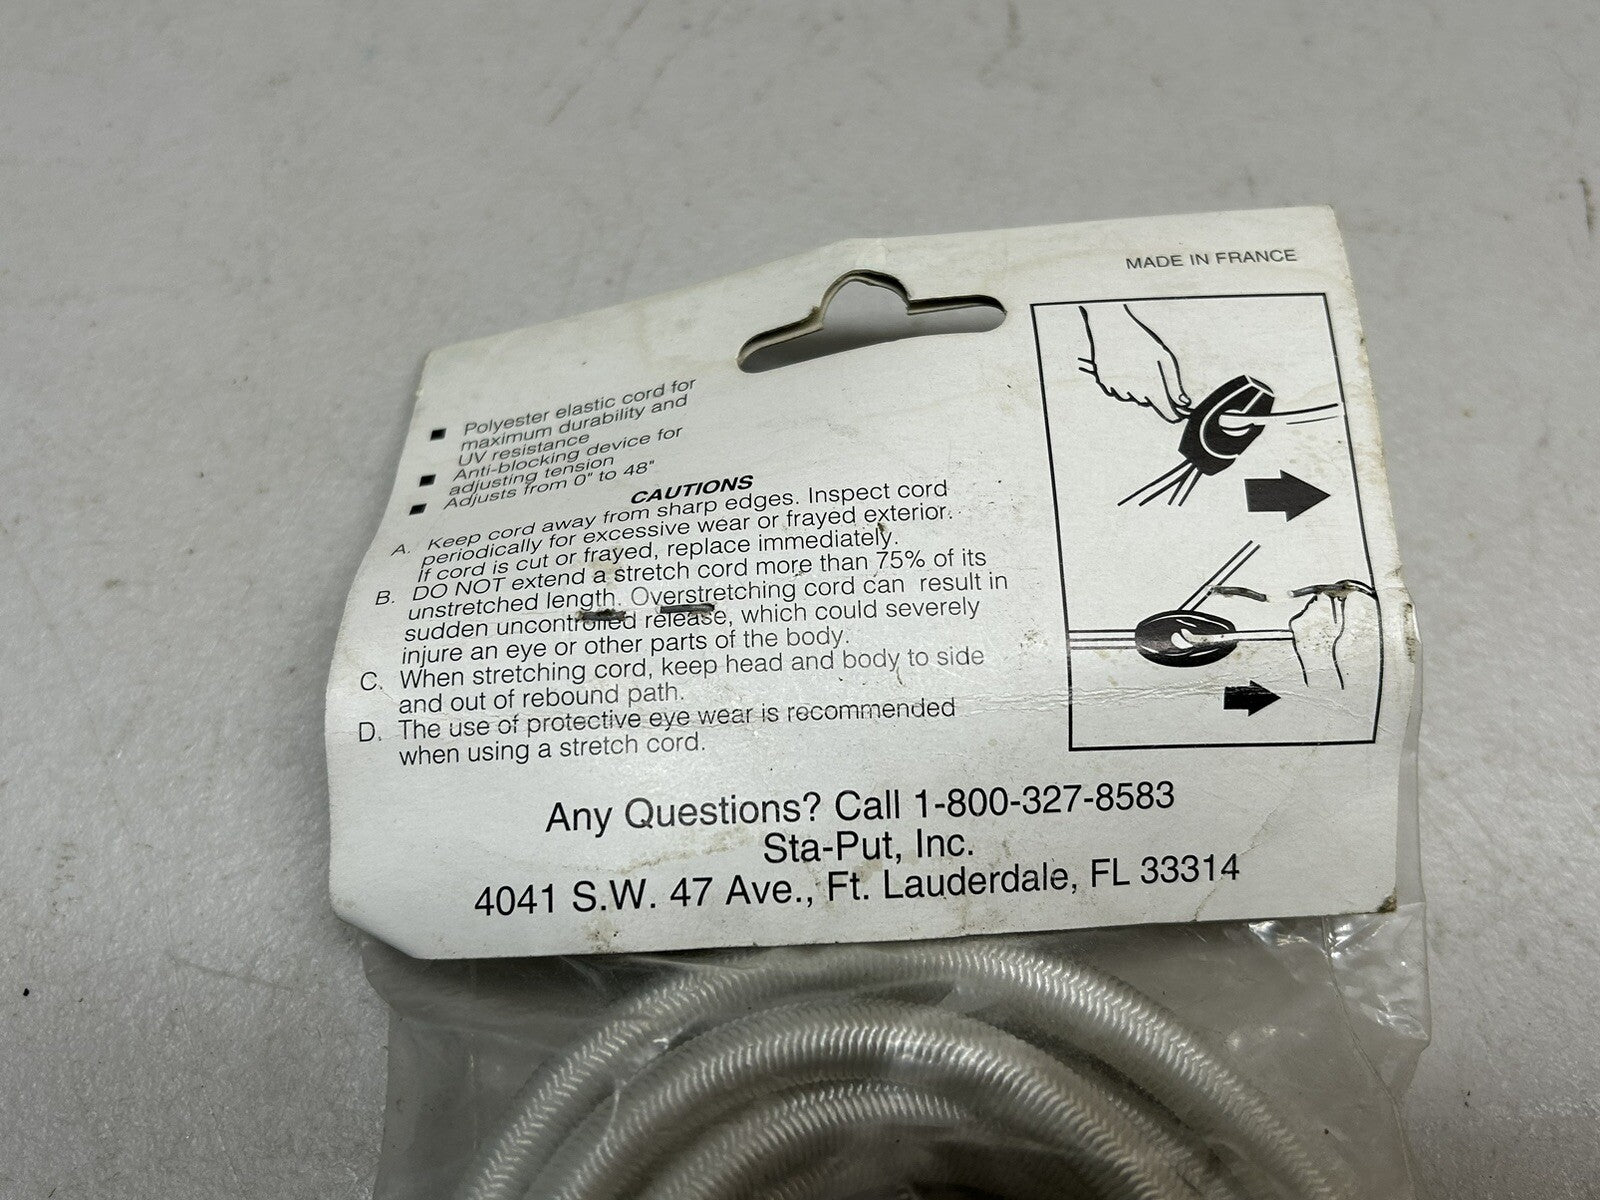 MADE IN FRANCE
■ Polyester elastic cord for
maximum durability and
UV resistance
■ Anti-blocking device for
adjusting tension
■ Adjusts from 0" to 48"
CAUTIONS
A. Keep cord away from sharp edges. Inspect cord
periodically for excessive wear or frayed exterior.
If cord is cut or frayed, replace immediately.
B. DO NOT extend a stretch cord more than 75% of its
unstretched length. Overstretching cord can result in
sudden uncontrolled release, which could severely
injure an eye or other parts of the body.
C. When stretching cord, keep head and body to side
and out of rebound path.
D. The use of protective eye wear is recommended
when using a stretch cord.
Any Questions? Call 1-800-327-8583
Sta-Put, Inc.
4041 S.W. 47 Ave., Ft. Lauderdale, FL 33314